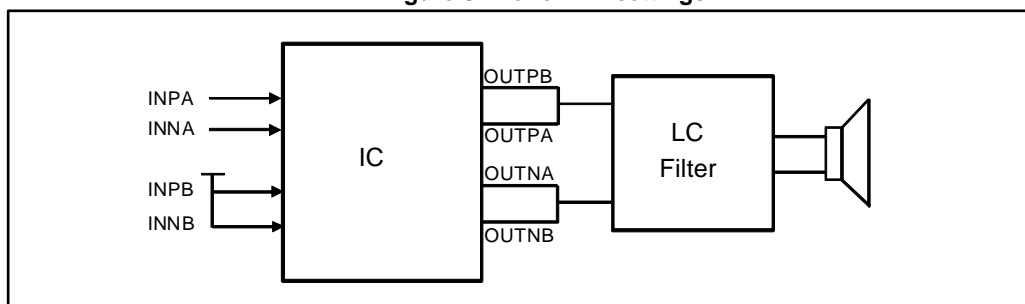 INPA
INNA
INPB
INNB
IC
OUTPB
OUTPA
OUTNA
OUTNB
LC
Filter